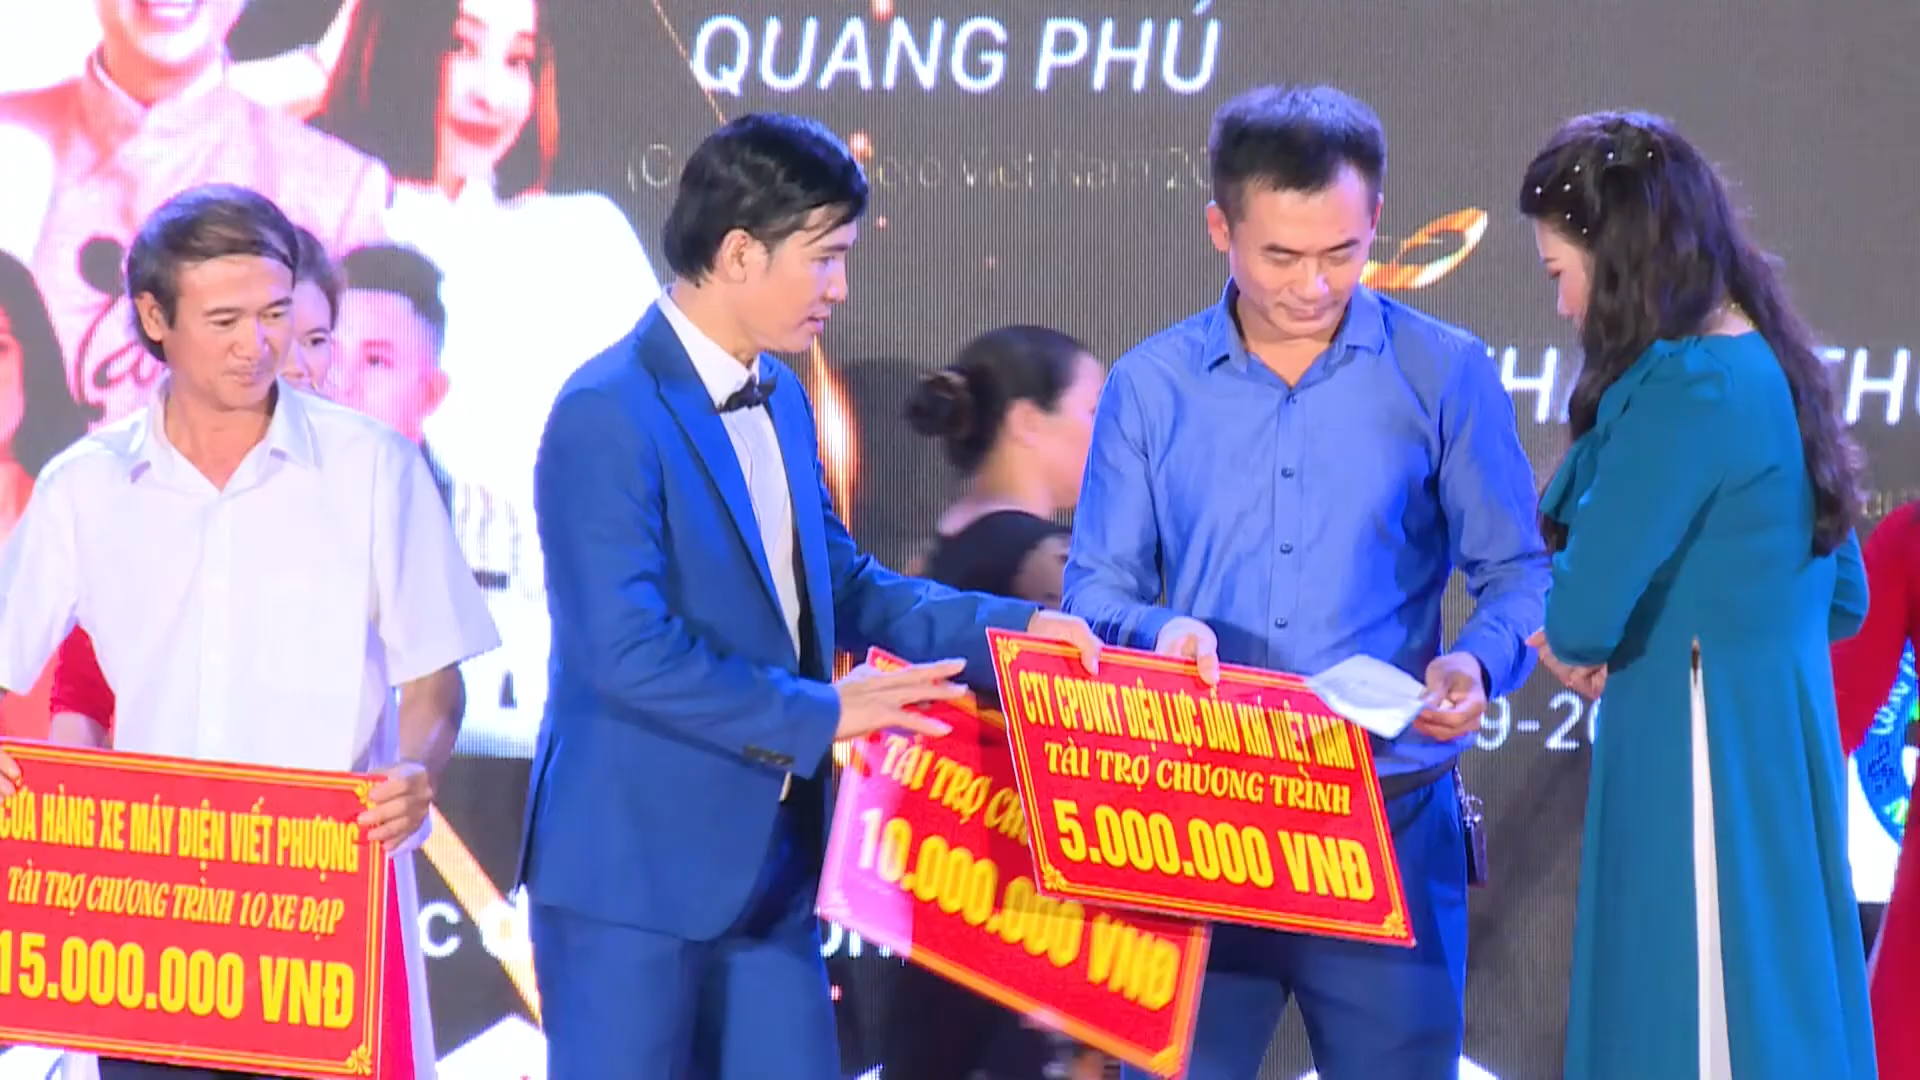 QUANG PHÚ
CỬA HÀNG XE MÁY ĐIỆN VIẾT PHƯỢNG
TÀI TRỢ CHƯƠNG TRÌNH 10 XE ĐẠP
15.000.000 VNĐ
TÀI TRỢ
10.000.000 VNĐ
CTY CPDVKT ĐIỆN LỰC DẦU KHÍ VIỆT NAM
TÀI TRỢ CHƯƠNG TRÌNH
5.000.000 VNĐ